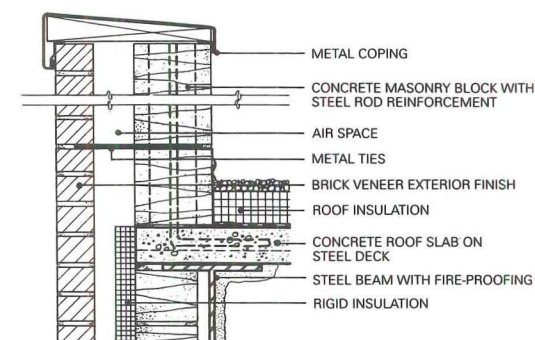 METAL COPING
CONCRETE MASONRY BLOCK WITH
STEEL ROD REINFORCEMENT
AIR SPACE
METAL TIES
BRICK VENEER EXTERIOR FINISH
ROOF INSULATION
CONCRETE ROOF SLAB ON
STEEL DECK
STEEL BEAM WITH FIRE-PROOFING
RIGID INSULATION